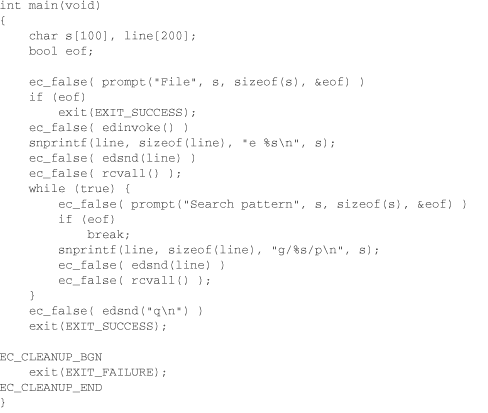 int main(void)
{
    char s[100], line[200];
    bool eof;

    ec_false( prompt("File", s, sizeof(s), &eof) )
    if (eof)
        exit(EXIT_SUCCESS);
    ec_false( edinvoke() )
    snprintf(line, sizeof(line), "e %s\n", s);
    ec_false( edsnd(line) )
    ec_false( rcvall() );
    while (true) {
        ec_false( prompt("Search pattern", s, sizeof(s), &eof) )
        if (eof)
            break;
        snprintf(line, sizeof(line), "g/%s/p\n", s);
        ec_false( edsnd(line) )
        ec_false( rcvall() );
    }
    ec_false( edsnd("q\n") )
    exit(EXIT_SUCCESS);

EC_CLEANUP_BGN
    exit(EXIT_FAILURE);
EC_CLEANUP_END
}